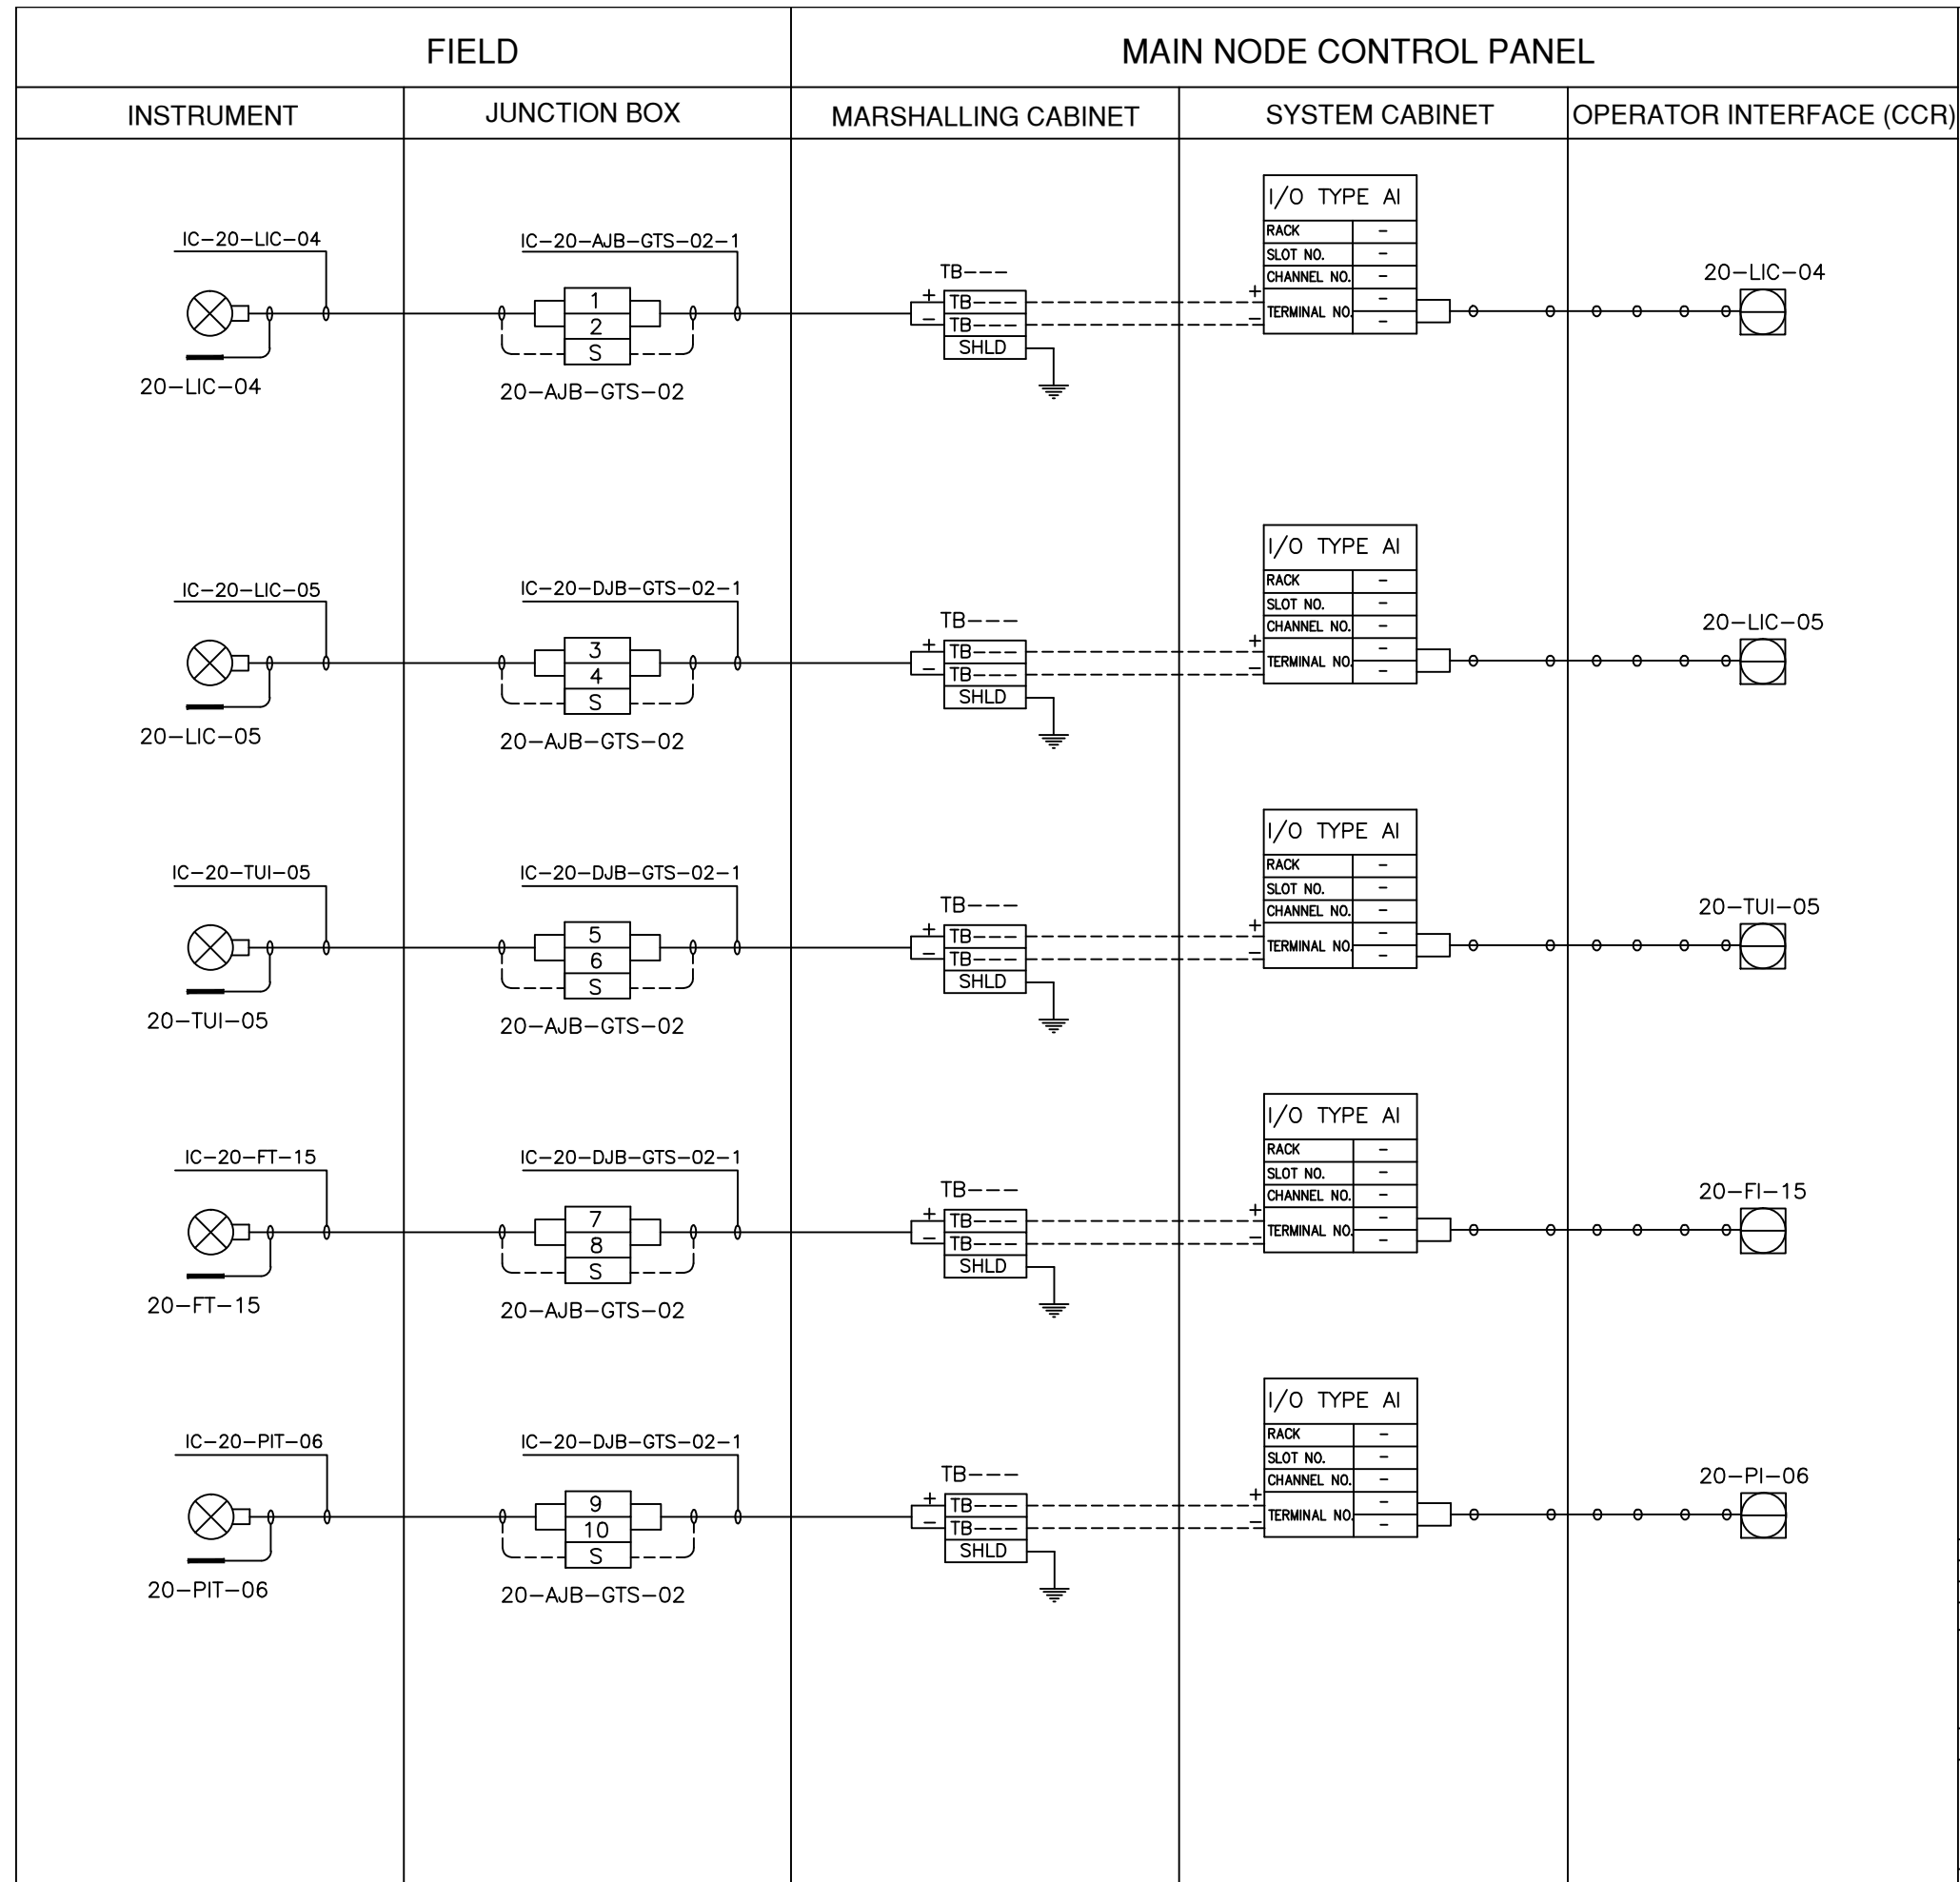 FIELD
MAIN NODE CONTROL PANEL
INSTRUMENT
JUNCTION BOX
MARSHALLING CABINET
SYSTEM CABINET
OPERATOR INTERFACE (CCR)
IC-20-LIC-04
20-LIC-04
IC-20-AJB-GTS-02-1
1
2
S
20-AJB-GTS-02
TB---
+ TB----
- TB----
SHLD
I/O TYPE AI
RACK -
SLOT NO. -
CHANNEL NO. -
+
TERMINAL NO. -
- -
20-LIC-04
IC-20-LIC-05
20-LIC-05
IC-20-DJB-GTS-02-1
3
4
S
20-AJB-GTS-02
TB---
+ TB----
- TB----
SHLD
I/O TYPE AI
RACK -
SLOT NO. -
CHANNEL NO. -
+
TERMINAL NO. -
- -
20-LIC-05
IC-20-TUI-05
20-TUI-05
IC-20-DJB-GTS-02-1
5
6
S
20-AJB-GTS-02
TB---
+ TB----
- TB----
SHLD
I/O TYPE AI
RACK -
SLOT NO. -
CHANNEL NO. -
+
TERMINAL NO. -
- -
20-TUI-05
IC-20-FT-15
20-FT-15
IC-20-DJB-GTS-02-1
7
8
S
20-AJB-GTS-02
TB---
+ TB----
- TB----
SHLD
I/O TYPE AI
RACK -
SLOT NO. -
CHANNEL NO. -
+
TERMINAL NO. -
- -
20-FI-15
IC-20-PIT-06
20-PIT-06
IC-20-DJB-GTS-02-1
9
10
S
20-AJB-GTS-02
TB---
+ TB----
- TB----
SHLD
I/O TYPE AI
RACK -
SLOT NO. -
CHANNEL NO. -
+
TERMINAL NO. -
- -
20-PI-06